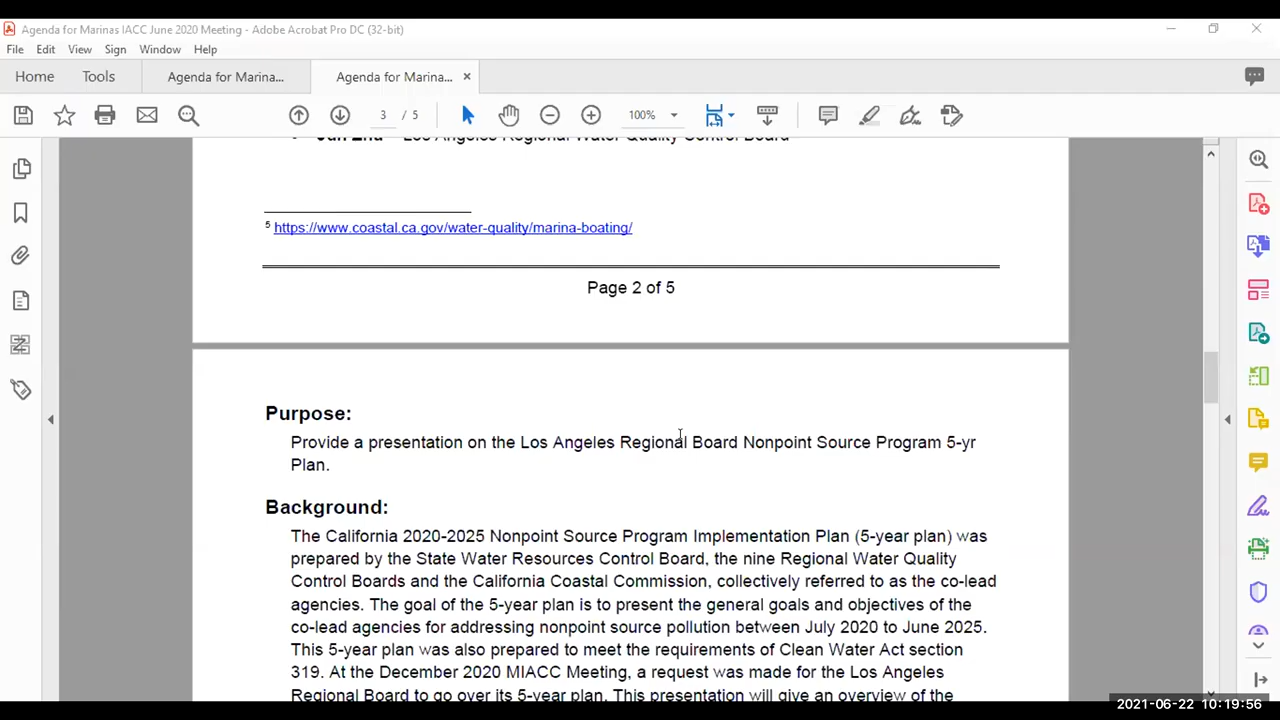 Agenda for Marinas IACC June 2020 Meeting - Adobe Acrobat Pro DC (32-bit)
File Edit View Sign Window Help
Home Tools Agenda for Marina... Agenda for Marina... ×
3 / 5 100%
• Jun 2nd – Los Angeles Regional Water Quality Control Board
5 https://www.coastal.ca.gov/water-quality/marina-boating/
Page 2 of 5
Purpose:
Provide a presentation on the Los Angeles Regional Board Nonpoint Source Program 5-yr
Plan.
Background:
The California 2020-2025 Nonpoint Source Program Implementation Plan (5-year plan) was
prepared by the State Water Resources Control Board, the nine Regional Water Quality
Control Boards and the California Coastal Commission, collectively referred to as the co-lead
agencies. The goal of the 5-year plan is to present the general goals and objectives of the
co-lead agencies for addressing nonpoint source pollution between July 2020 to June 2025.
This 5-year plan was also prepared to meet the requirements of Clean Water Act section
319. At the December 2020 MIACC Meeting, a request was made for the Los Angeles
Regional Board to go over its 5-year plan. This presentation will give an overview of the
2021-06-22 10:19:56